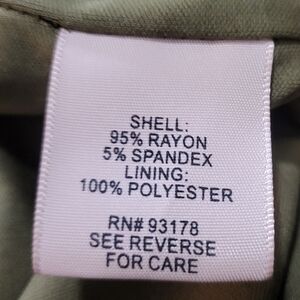 SHELL:
95% RAYON
5% SPANDEX
LINING:
100% POLYESTER
RN# 93178
SEE REVERSE
FOR CARE